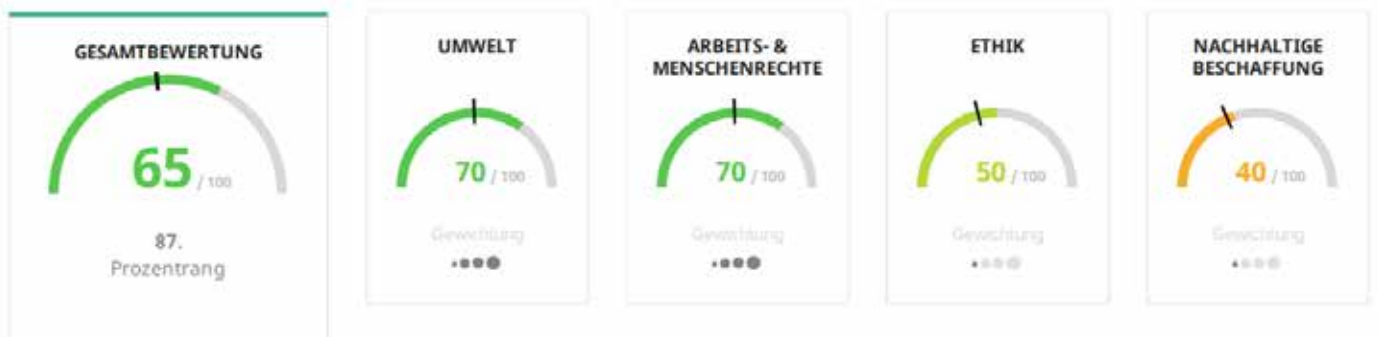 GESAMTBEWERTUNG
65 / 100
87.
Prozentrang
UMWELT
70 / 100
Gewichtung
ARBEITS- &
MENSCHENRECHTE
70 / 100
Gewichtung
ETHIK
50 / 100
Gewichtung
NACHHALTIGE
BESCHAFFUNG
40 / 100
Gewichtung